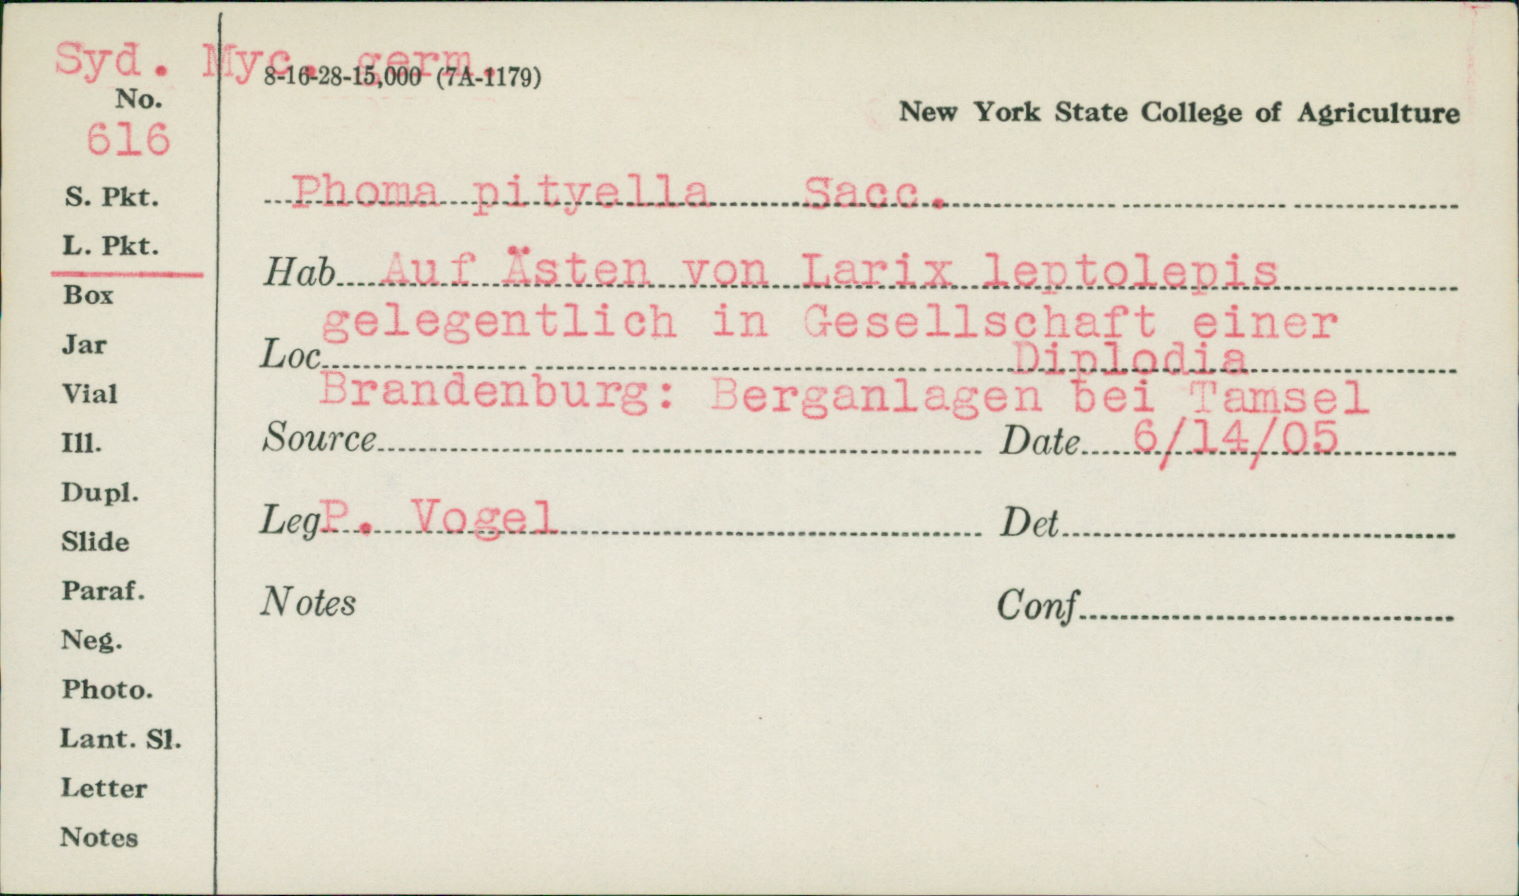 Syd. Myc. germ.
8-16-28-15,000 (7A-1179)
No.
616
New York State College of Agriculture
S. Pkt.
Phoma pityella Sacc.
L. Pkt.
Hab Auf Ästen von Larix leptolepis
Box
gelegentlich in Gesellschaft einer
Jar
Loc Diplodia
Vial
Brandenburg: Berganlagen bei Tamsel
Ill.
Source Date 6/14/05
Dupl.
Leg P. Vogel Det
Slide
Paraf.
Notes Conf
Neg.
Photo.
Lant. Sl.
Letter
Notes